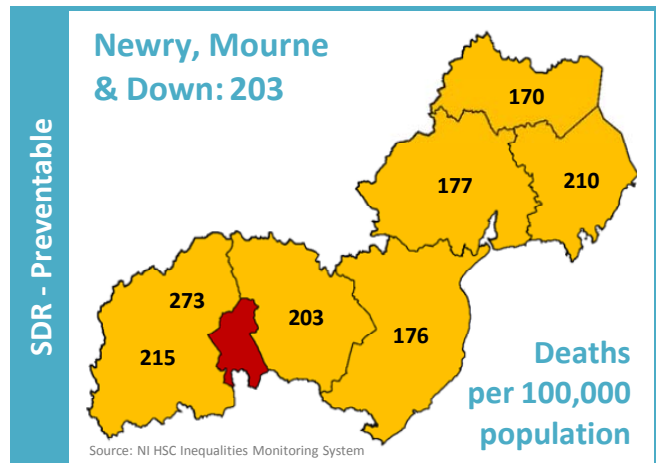 SDR - Preventable
Newry, Mourne
& Down: 203
170
177
210
273
203
215
176
Deaths
per 100,000
population
Source: NI HSC Inequalities Monitoring System